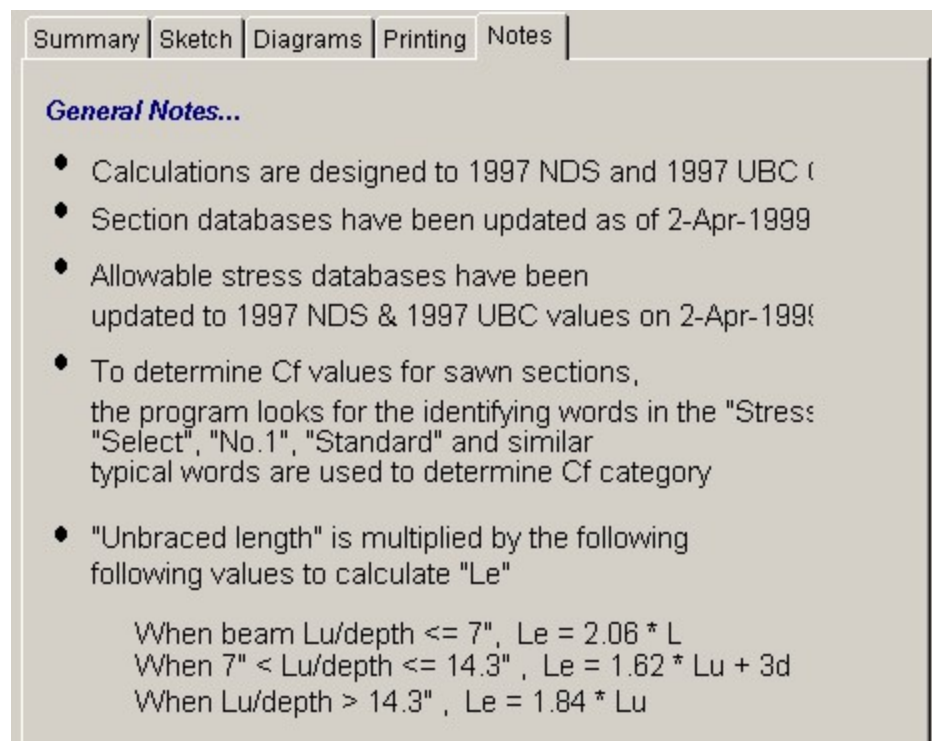 Summary Sketch Diagrams Printing Notes
General Notes...
Calculations are designed to 1997 NDS and 1997 UBC
Section databases have been updated as of 2-Apr-1999
Allowable stress databases have been
updated to 1997 NDS & 1997 UBC values on 2-Apr-199
To determine Cf values for sawn sections,
the program looks for the identifying words in the "Stress
"Select", "No.1", "Standard" and similar
typical words are used to determine Cf category
"Unbraced length" is multiplied by the following
following values to calculate "Le"
When beam Lu/depth <= 7", Le = 2.06 * L
When 7" < Lu/depth <= 14.3" , Le = 1.62 * Lu + 3d
When Lu/depth > 14.3" , Le = 1.84 * Lu